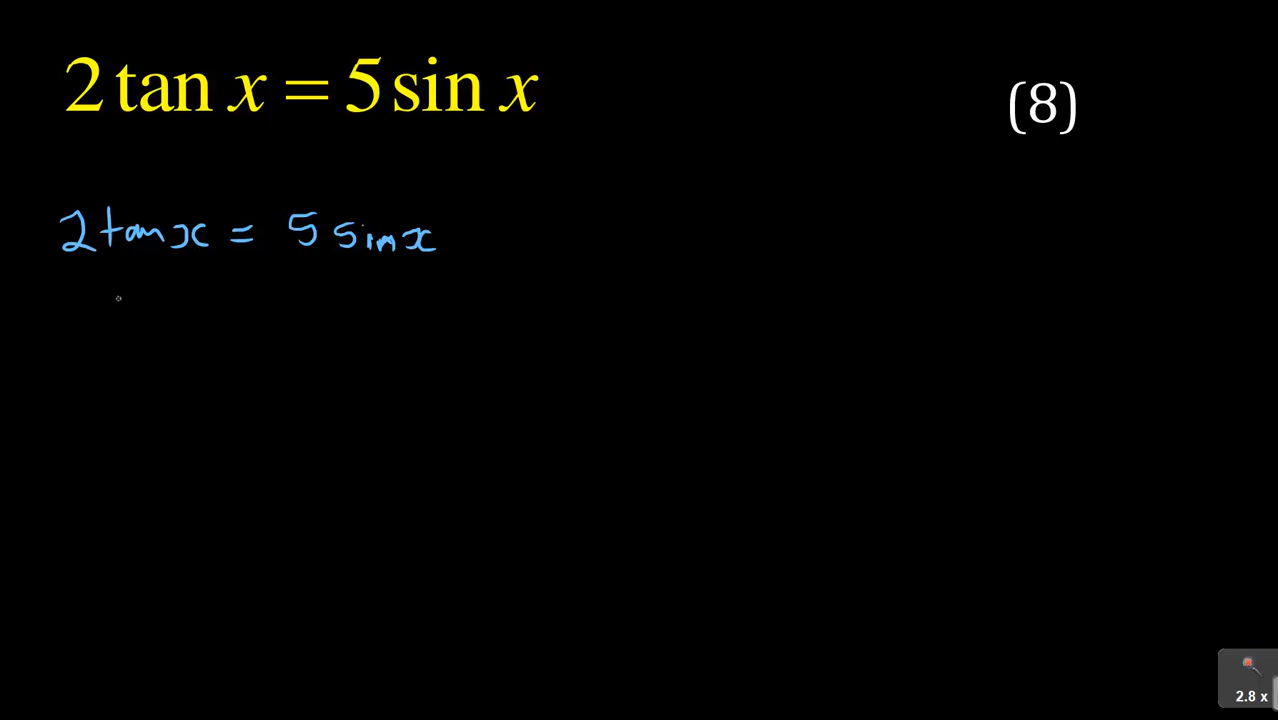 2 tan x = 5 sin x
(8)
2 tan x = 5 sin x
2.8 x